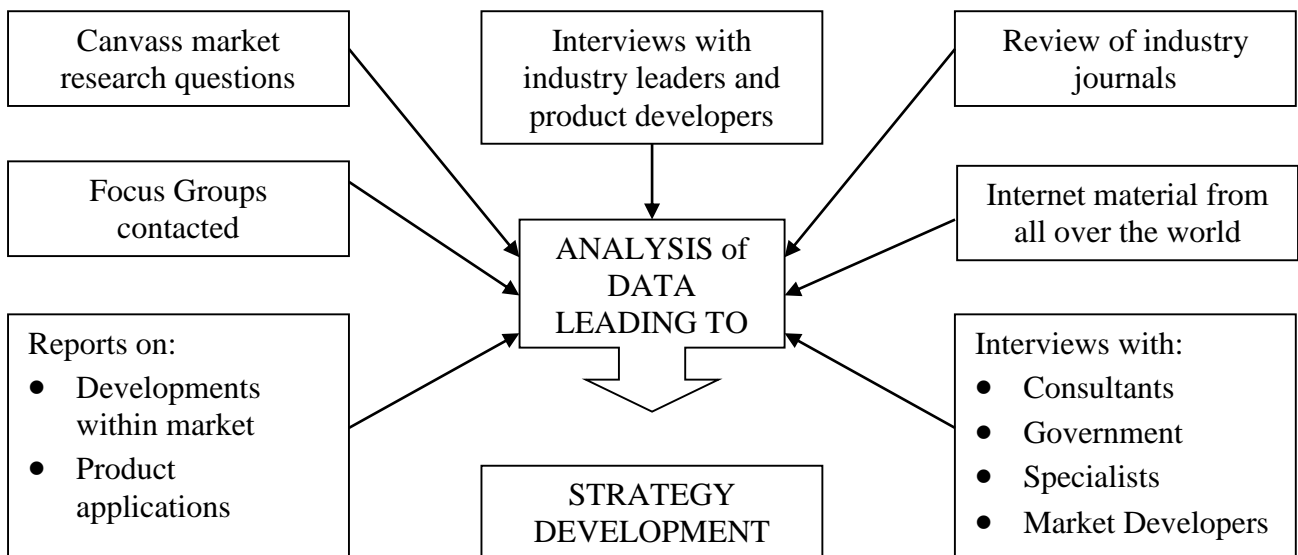 Canvass market
research questions
Interviews with
industry leaders and
product developers
Review of industry
journals
Focus Groups
contacted
Internet material from
all over the world
ANALYSIS of
DATA
LEADING TO
Reports on:
● Developments
within market
● Product
applications
Interviews with:
● Consultants
● Government
● Specialists
● Market Developers
STRATEGY
DEVELOPMENT